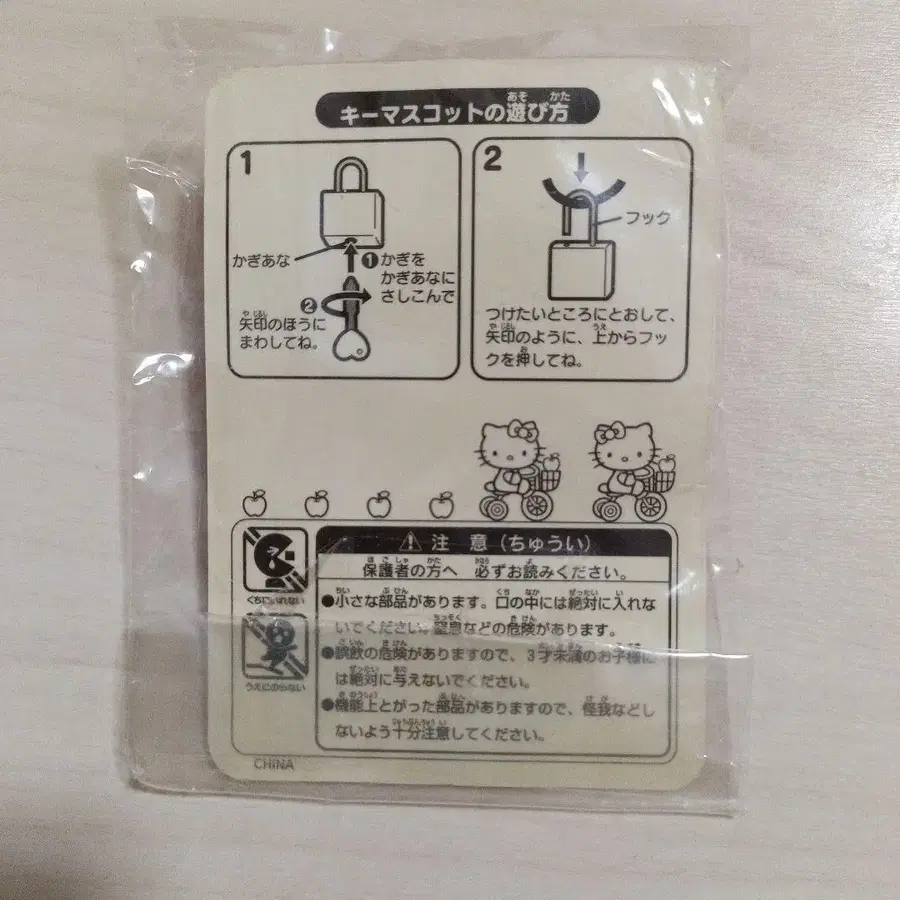 キーマスコットの遊び方
1
かぎあな
❶かぎを
かぎあなに
さしこんで
❷
矢印のほうに
まわしてね。
2
フック
つけたいところにとおして、
矢印のように、上からフッ
クを押してね。
くちにいれない
うえにのらない
注 意（ちゅうい）
保護者の方へ 必ずお読みください。
●小さな部品があります。口の中には絶対に入れな
いでください。窒息などの危険があります。
●誤飲の危険がありますので、3才未満のお子様に
は絶対に与えないでください。
●機能上とがった部品がありますので、怪我などし
ないよう十分注意してください。
CHINA